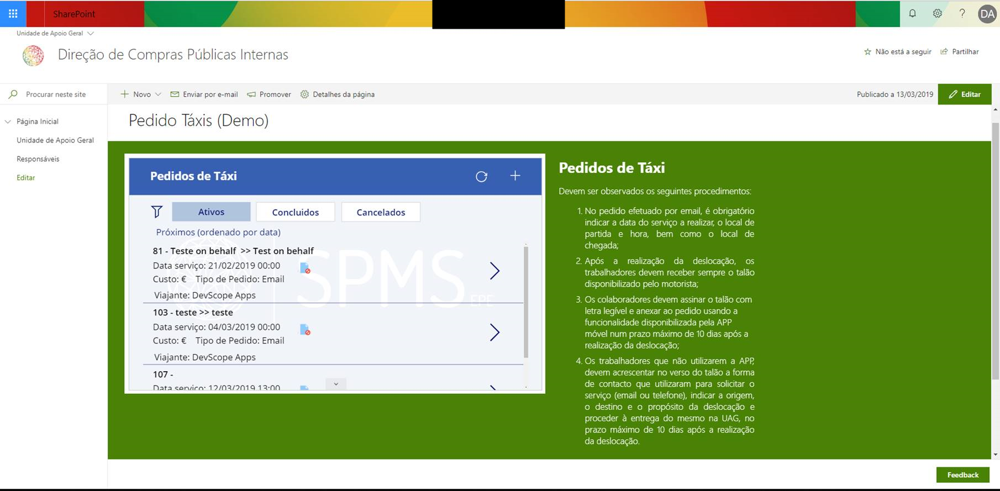 SharePoint
?
DA
Unidade de Apoio Geral
Direção de Compras Públicas Internas
Não está a seguir
Partilhar
Procurar neste site
Novo
Enviar por e-mail
Promover
Detalhes da página
Publicado a 13/03/2019
Editar
Página Inicial
Unidade de Apoio Geral
Responsáveis
Editar
Pedido Táxis (Demo)
Pedidos de Táxi
Ativos
Concluidos
Cancelados
Próximos (ordenado por data)
81 - Teste on behalf >> Test on behalf
Data serviço: 21/02/2019 00:00
Custo: € Tipo de Pedido: Email
Viajante: DevScope Apps
SPMS
EPE
103 - teste >> teste
Data serviço: 04/03/2019 00:00
Custo: € Tipo de Pedido: Email
Viajante: DevScope Apps
107 -
Data serviço: 12/03/2019 13:00
Pedidos de Táxi
Devem ser observados os seguintes procedimentos:
1. No pedido efetuado por email, é obrigatório
indicar a data do serviço a realizar, o local de
partida e hora, bem como o local de
chegada;
2. Após a realização da deslocação, os
trabalhadores devem receber sempre o talão
disponibilizado pelo motorista;
3. Os colaboradores devem assinar o talão com
letra legível e anexar ao pedido usando a
funcionalidade disponibilizada pela APP
móvel num prazo máximo de 10 dias após a
realização da deslocação;
4. Os trabalhadores que não utilizarem a APP,
devem acrescentar no verso do talão a forma
de contacto que utilizaram para solicitar o
serviço (email ou telefone), indicar a origem,
o destino e o propósito da deslocação e
proceder à entrega do mesmo na UAG, no
prazo máximo de 10 dias após a realização
da deslocação.
Feedback